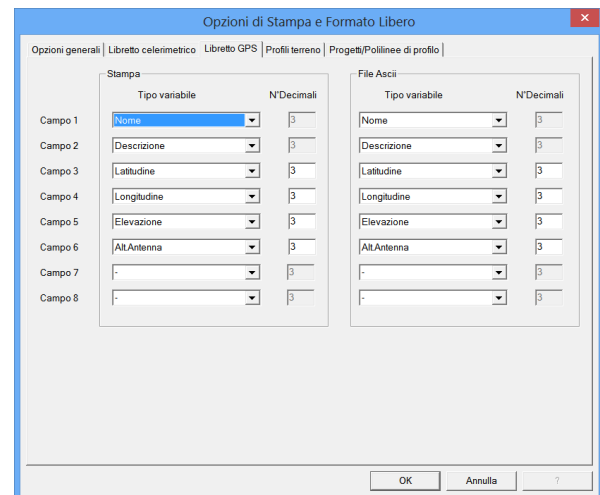 Opzioni di Stampa e Formato Libero
Opzioni generali Libretto celerimetrico Libretto GPS Profili terreno Progetti/Polilinee di profilo
Stampa File Ascii
Tipo variabile N°Decimali Tipo variabile N°Decimali
Campo 1 Nome 3 Nome 3
Campo 2 Descrizione 3 Descrizione 3
Campo 3 Latitudine 3 Latitudine 3
Campo 4 Longitudine 3 Longitudine 3
Campo 5 Elevazione 3 Elevazione 3
Campo 6 Alt.Antenna 3 Alt.Antenna 3
Campo 7 - 3 - 3
Campo 8 - 3 - 3
OK Annulla ?